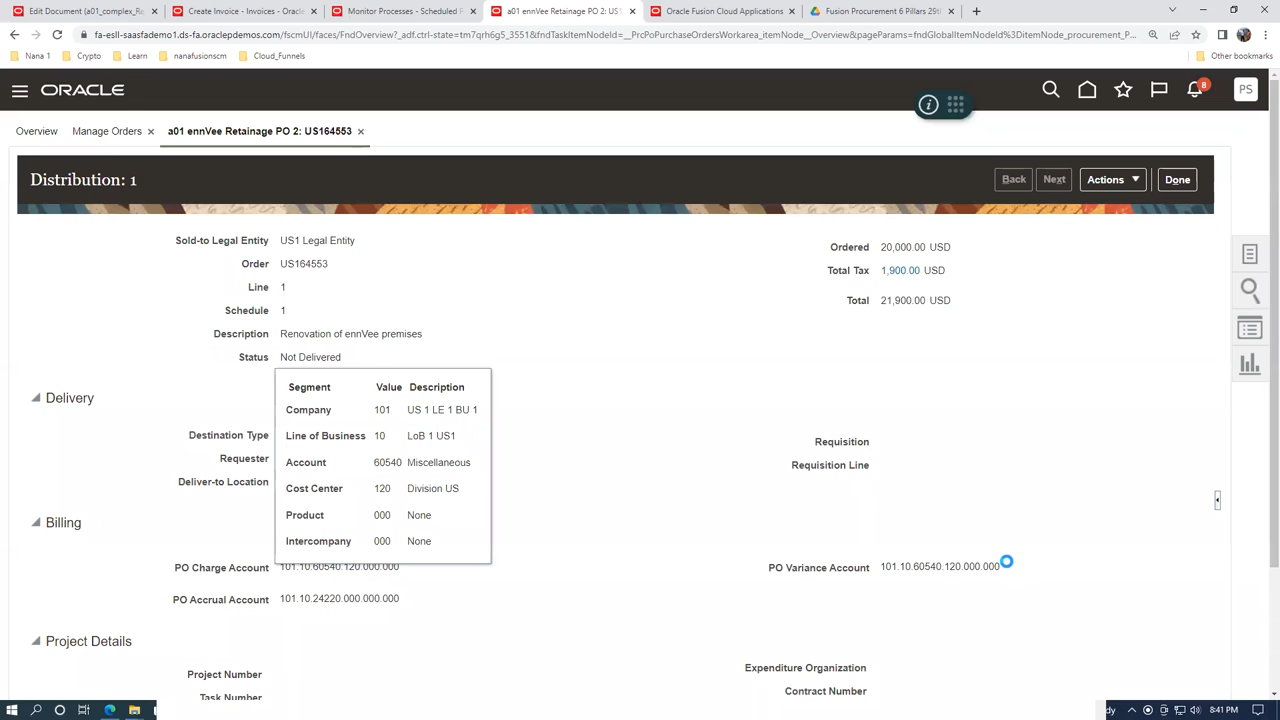 Edit Document [a01_complex_R
Create Invoice - Invoices - Oracle
Monitor Processes - Scheduled P
a01 ennVee Retainage PO 2: US1
Oracle Fusion Cloud Applications
Fusion Procurement 6 Pillars 29t
fa-esll-saasfademo1.ds-fa.oraclepdemos.com/fscmUI/faces/FndOverview?_adf.ctrl-state=tm7qrh6g5_3551&fndTaskItemNodeId=__PrcPoPurchaseOrdersWorkarea_itemNode__Overview&pageParams=fndGlobalItemNodeId%3DitemNode_procurement_P...
Nana 1 Crypto Learn nanafusionscm Cloud_Funnels Other bookmarks
ORACLE 8 PS
Overview Manage Orders a01 ennVee Retainage PO 2: US164553
Distribution: 1 Back Next Actions Done
Sold-to Legal Entity US1 Legal Entity Ordered 20,000.00 USD
Order US164553 Total Tax 1,900.00 USD
Line 1
Schedule 1 Total 21,900.00 USD
Description Renovation of ennVee premises
Status Not Delivered
Segment Value Description
Company 101 US 1 LE 1 BU 1
Line of Business 10 LoB 1 US1
Account 60540 Miscellaneous
Cost Center 120 Division US
Product 000 None
Intercompany 000 None
Delivery
Destination Type Requisition
Requester Requisition Line
Deliver-to Location
Billing
PO Charge Account 101.10.60540.120.000.000 PO Variance Account 101.10.60540.120.000.000
PO Accrual Account 101.10.24220.000.000.000
Project Details
Project Number Expenditure Organization
Task Number Contract Number
dy 8:41 PM